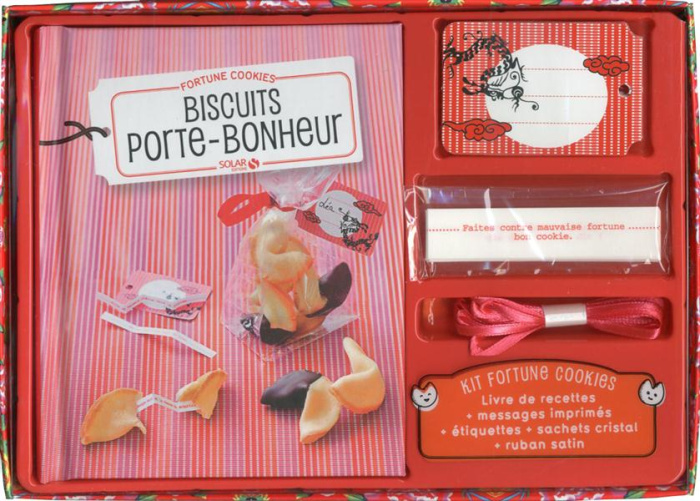 FORTUNE COOKIES
BISCUITS
PORTE-BONHEUR
SOLAR
Faites contre mauvaise fortune
bon cookie.
KIT FORTUNE COOKIES
Livre de recettes
+ messages imprimés
+ étiquettes + sachets cristal
+ ruban satin